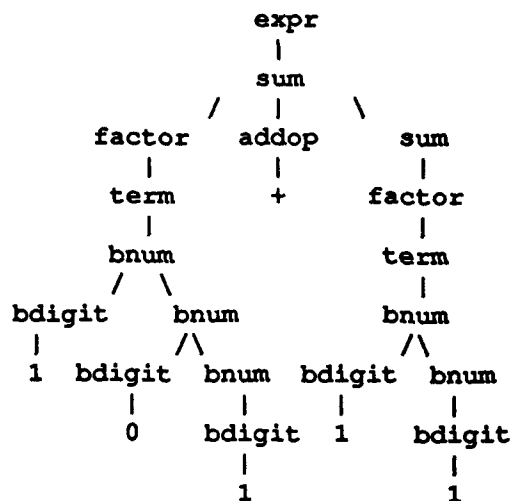 expr
|
sum
/ | \
factor addop sum
| | |
term + factor
| |
bnum term
/ \ |
bdigit bnum bnum
| /\ /\
1 bdigit bnum bdigit bnum
| | | |
0 bdigit 1 bdigit
| |
1 1